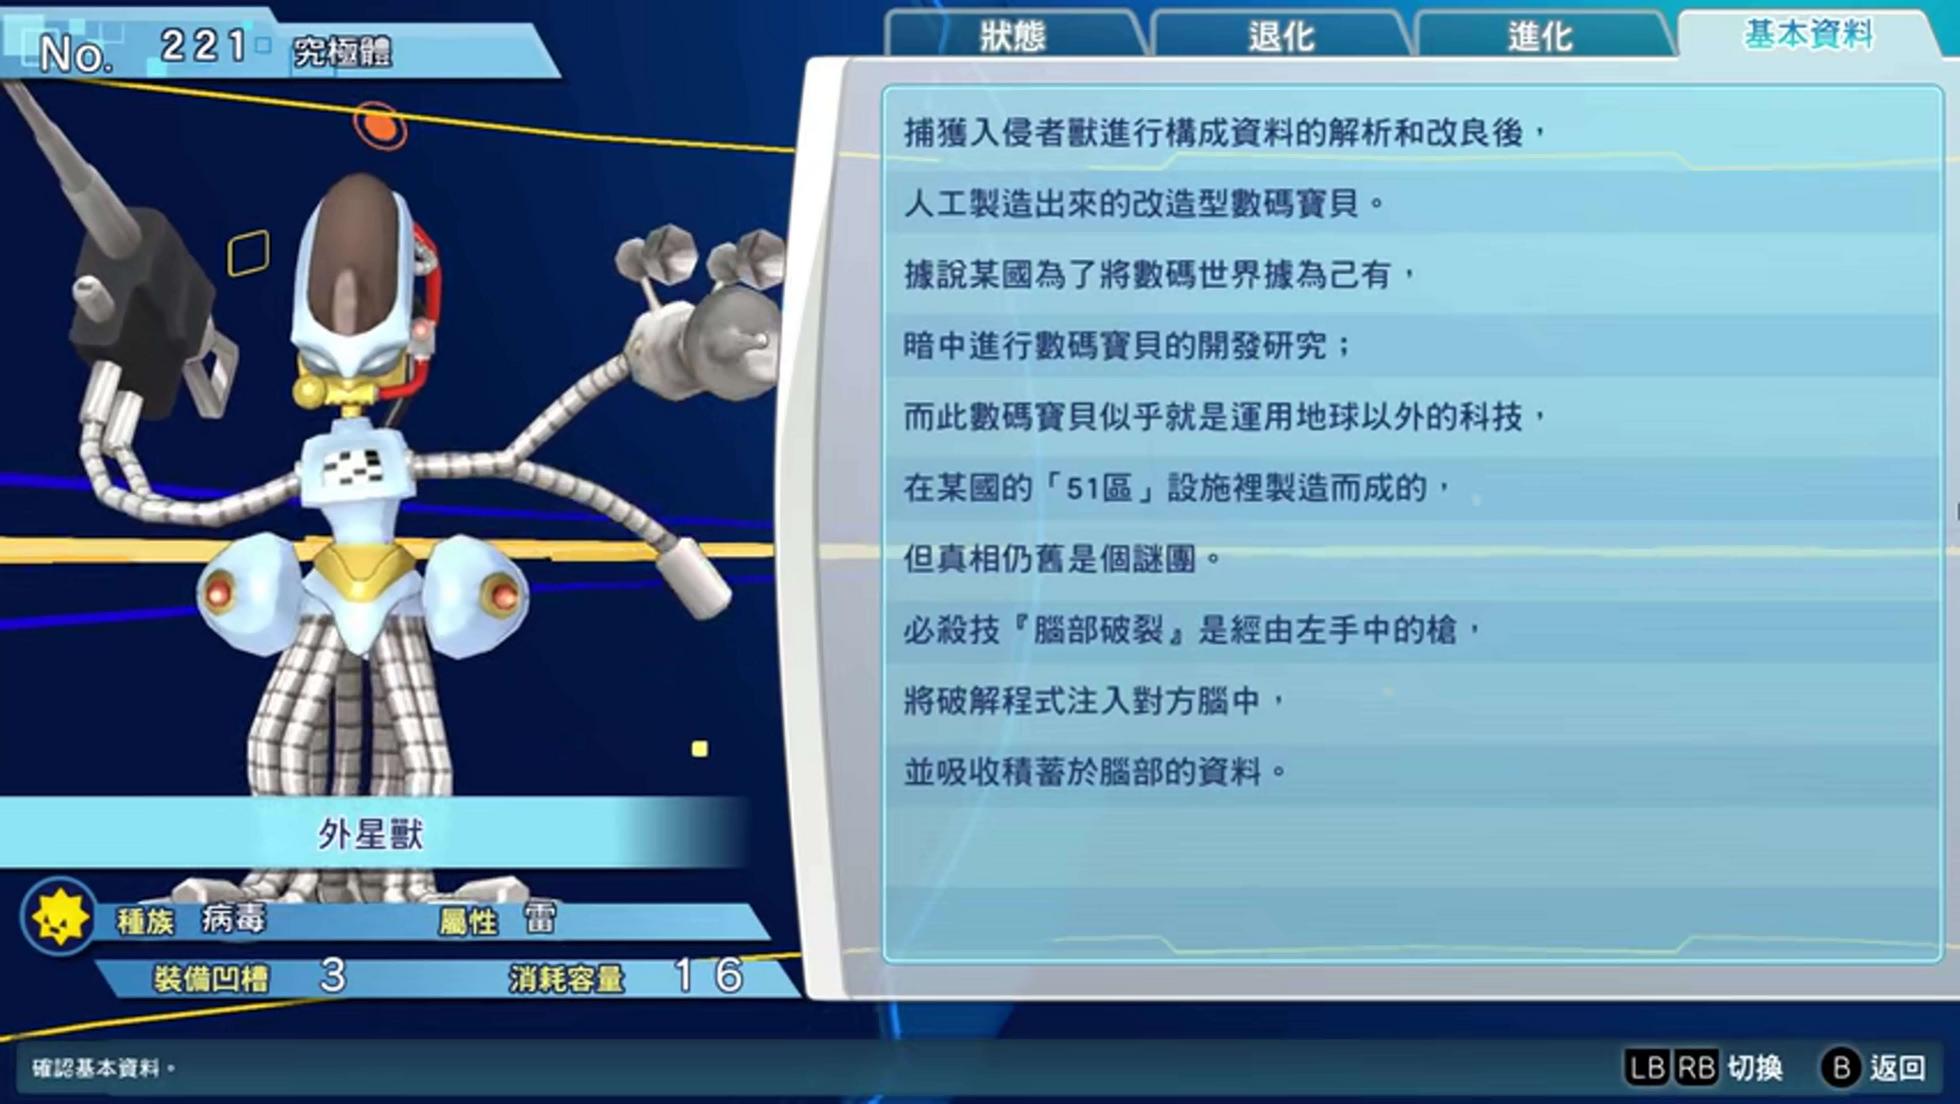 No. 221 究極體
狀態 退化 進化 基本資料
捕獲入侵者獸進行構成資料的解析和改良後，
人工製造出來的改造型數碼寶貝。
據說某國為了將數碼世界據為己有，
暗中進行數碼寶貝的開發研究；
而此數碼寶貝似乎就是運用地球以外的科技，
在某國的「51區」設施裡製造而成的，
但真相仍舊是個謎團。
必殺技『腦部破裂』是經由左手中的槍，
將破解程式注入對方腦中，
並吸收積蓄於腦部的資料。
外星獸
種族 病毒 屬性 雷
裝備凹槽 3 消耗容量 16
確認基本資料。
LB RB 切換 B 返回